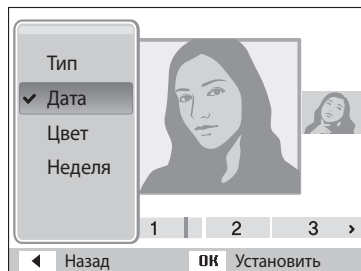 Тип
Дата
Цвет
Неделя
1 2 3
Назад OK Установить